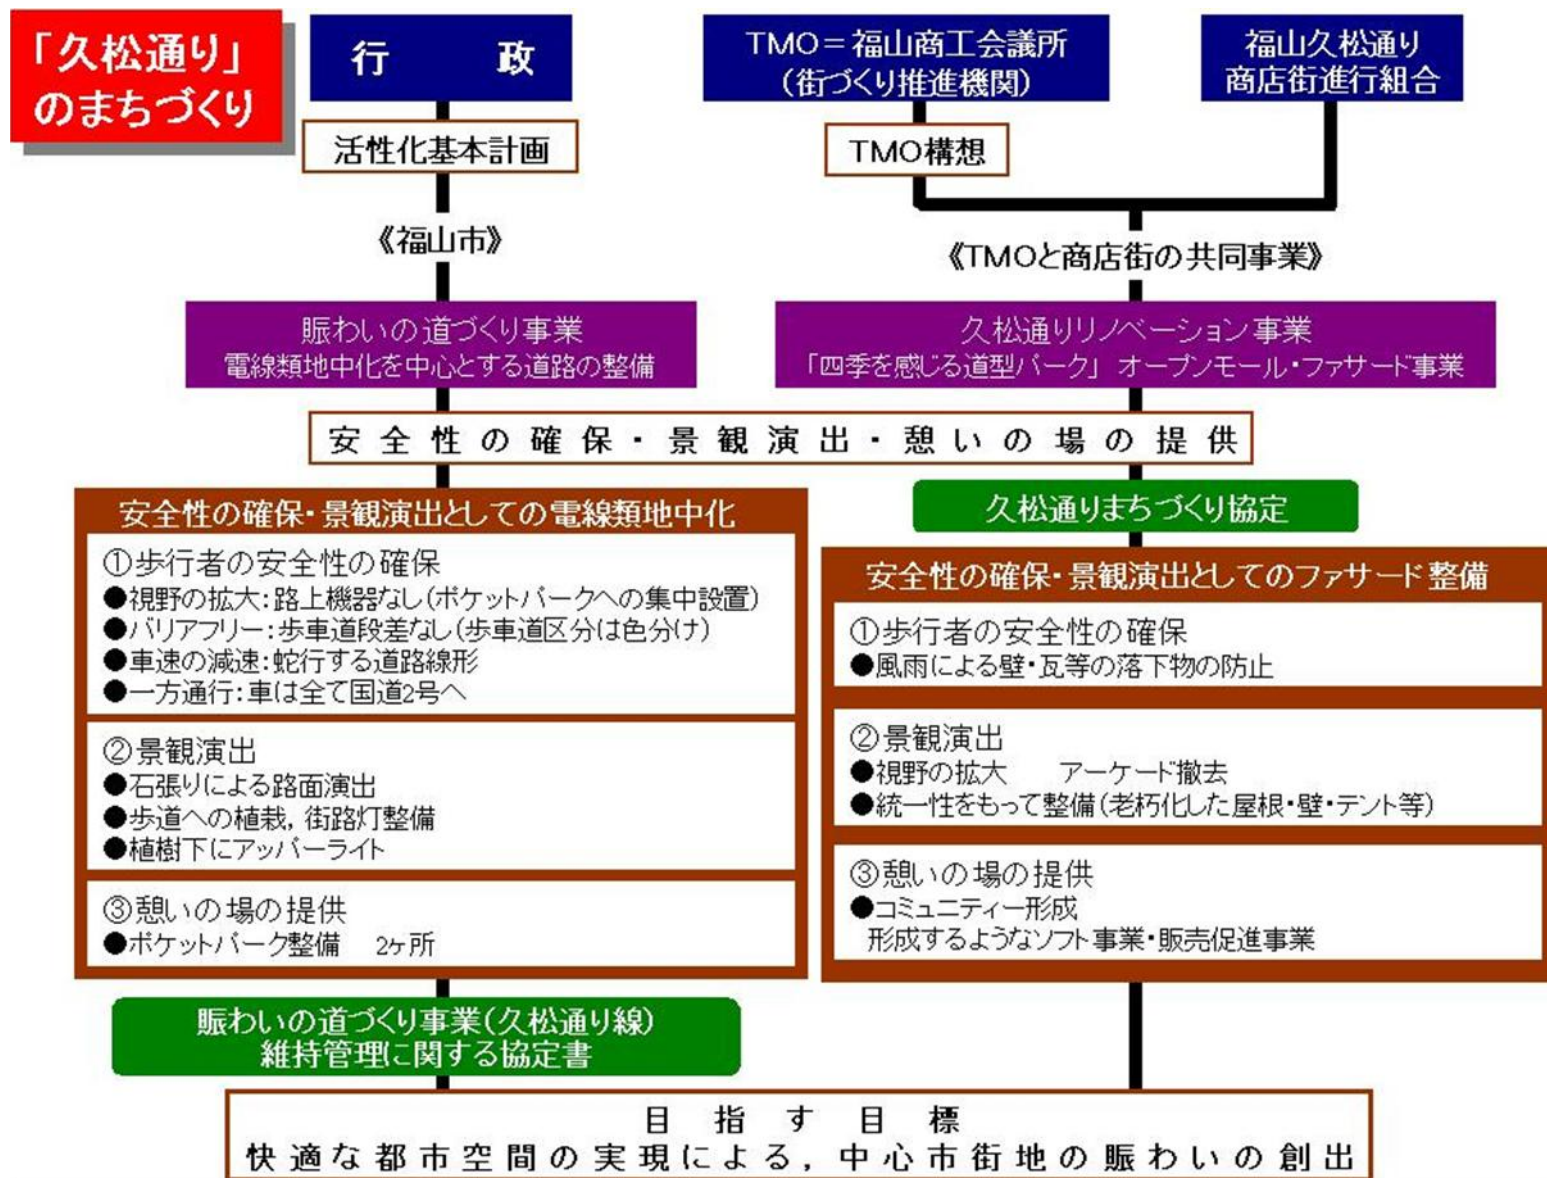 「久松通り」
のまちづくり
行　政
TMO＝福山商工会議所
（街づくり推進機関）
福山久松通り
商店街進行組合
活性化基本計画
TMO構想
《福山市》
《TMOと商店街の共同事業》
賑わいの道づくり事業
電線類地中化を中心とする道路の整備
久松通りリノベーション事業
「四季を感じる道型パーク」 オープンモール・ファサード事業
安全性の確保・景観演出・憩いの場の提供
安全性の確保・景観演出としての電線類地中化
①歩行者の安全性の確保
●視野の拡大：路上機器なし（ポケットパークへの集中設置）
●バリアフリー：歩車道段差なし（歩車道区分は色分け）
●車速の減速：蛇行する道路線形
●一方通行：車は全て国道2号へ
②景観演出
●石張りによる路面演出
●歩道への植栽，街路灯整備
●植樹下にアッパーライト
③憩いの場の提供
●ポケットパーク整備　2ヶ所
賑わいの道づくり事業（久松通り線）
維持管理に関する協定書
久松通りまちづくり協定
安全性の確保・景観演出としてのファサード整備
①歩行者の安全性の確保
●風雨による壁・瓦等の落下物の防止
②景観演出
●視野の拡大　アーケード撤去
●統一性をもって整備（老朽化した屋根・壁・テント等）
③憩いの場の提供
●コミュニティー形成
形成するようなソフト事業・販売促進事業
目指す目標
快適な都市空間の実現による，中心市街地の賑わいの創出